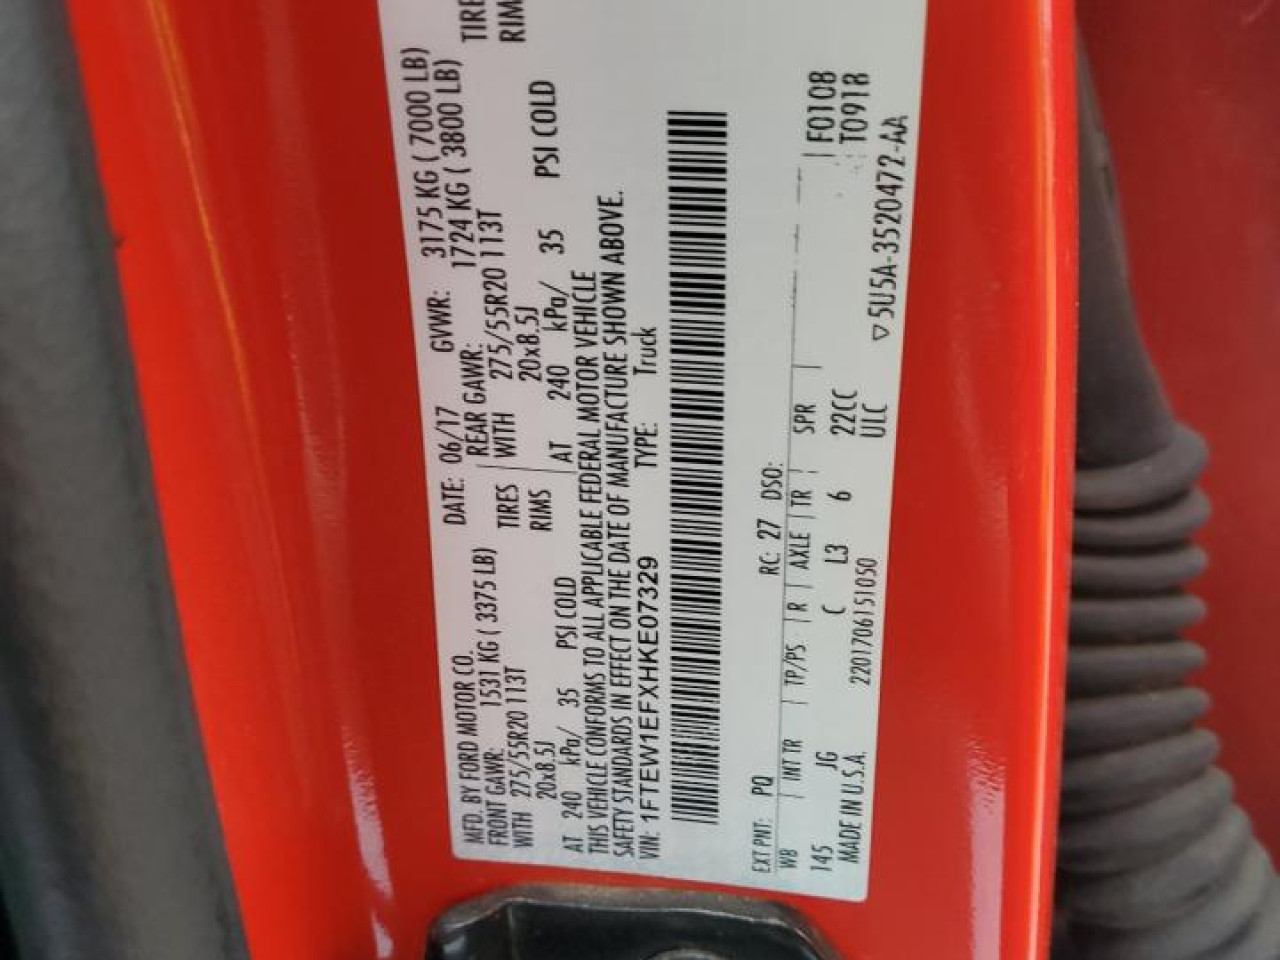 MFD. BY FORD MOTOR CO.
DATE: 06/17 GVWR: 3175 KG ( 7000 LB)
FRONT GAWR: 1531 KG ( 3375 LB) REAR GAWR: 1724 KG ( 3800 LB)
WITH 275/55R20 113T TIRES WITH 275/55R20 113T TIRE
20x8.5J RIMS 20x8.5J RIM
AT 240 kPa/ 35 PSI COLD AT 240 kPa/ 35 PSI COLD
THIS VEHICLE CONFORMS TO ALL APPLICABLE FEDERAL MOTOR VEHICLE
SAFETY STANDARDS IN EFFECT ON THE DATE OF MANUFACTURE SHOWN ABOVE.
VIN: 1FTEW1EFXHKE07329 TYPE: Truck
EXT PNT: PQ RC: 27 DSO:
WB | INT TR | TP/PS | R | AXLE | TR | SPR | F0108
145 JG C L3 6 22CC T0918
MADE IN U.S.A. 2201706151050 ULC
▽5U5A-3520472-AA